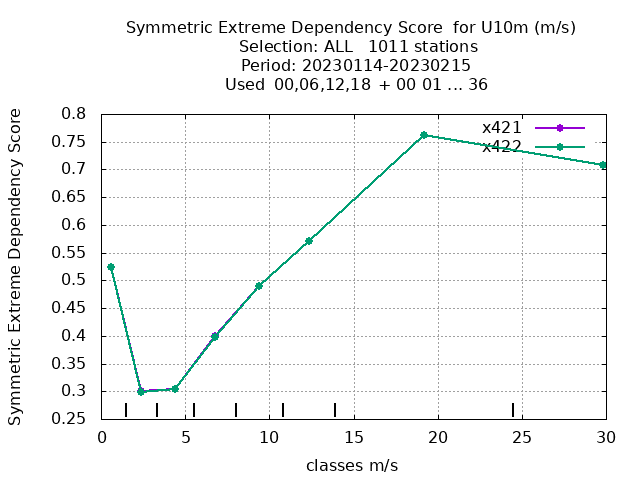 Symmetric Extreme Dependency Score  for U10m (m/s)
Selection: ALL   1011 stations
Period: 20230114-20230215
Used  00,06,12,18  + 00 01 ... 36
Symmetric Extreme Dependency Score
0.8
0.75
0.7
0.65
0.6
0.55
0.5
0.45
0.4
0.35
0.3
0.25
x421
x422
0 5 10 15 20 25 30
classes m/s